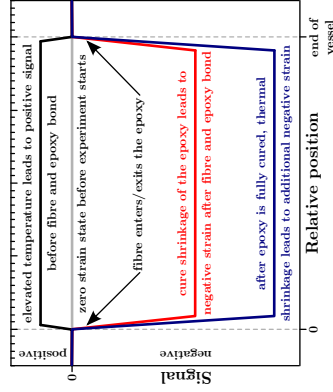 positive
negative
Signal
0
elevated temperature leads to positive signal
before fibre and epoxy bond
zero strain state before experiment starts
fibre enters/exits the epoxy
cure shrinkage of the epoxy leads to
negative strain after fibre and epoxy bond
after epoxy is fully cured, thermal
shrinkage leads to additional negative strain
0
end of
vessel
Relative position